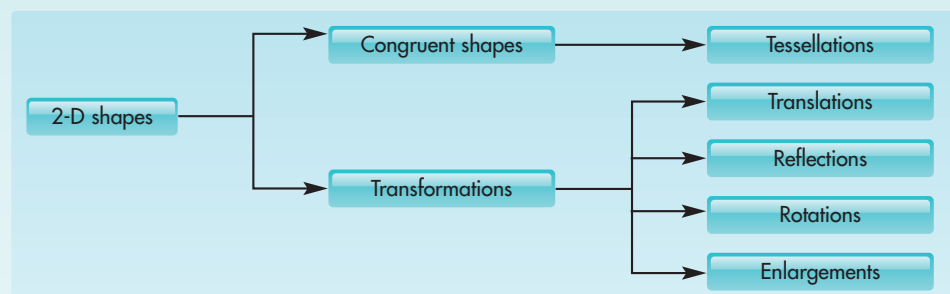 2-D shapes
Congruent shapes
Tessellations
Transformations
Translations
Reflections
Rotations
Enlargements